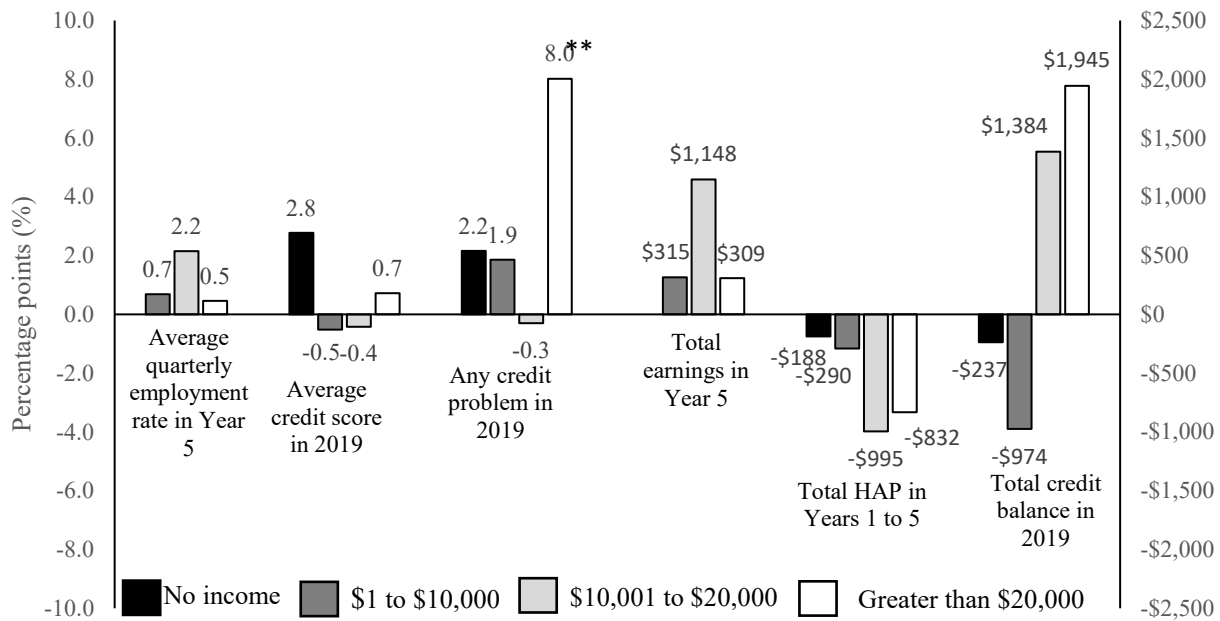 10.0
8.0
6.0
4.0
2.0
0.0
-2.0
-4.0
-6.0
-8.0
-10.0
Percentage points (%)
$2,500
$2,000
$1,500
$1,000
$500
$0
-$500
-$1,000
-$1,500
-$2,000
-$2,500
0.7
2.2
0.5
Average
quarterly
employment
rate in Year
5
2.8
-0.5
-0.4
0.7
Average
credit score
in 2019
2.2
1.9
-0.3
8.0**
Any credit
problem in
2019
$315
$1,148
$309
Total
earnings in
Year 5
-$188
-$290
-$995
-$832
Total HAP in
Years 1 to 5
-$237
-$974
$1,384
$1,945
Total credit
balance in
2019
No income
$1 to $10,000
$10,001 to $20,000
Greater than $20,000